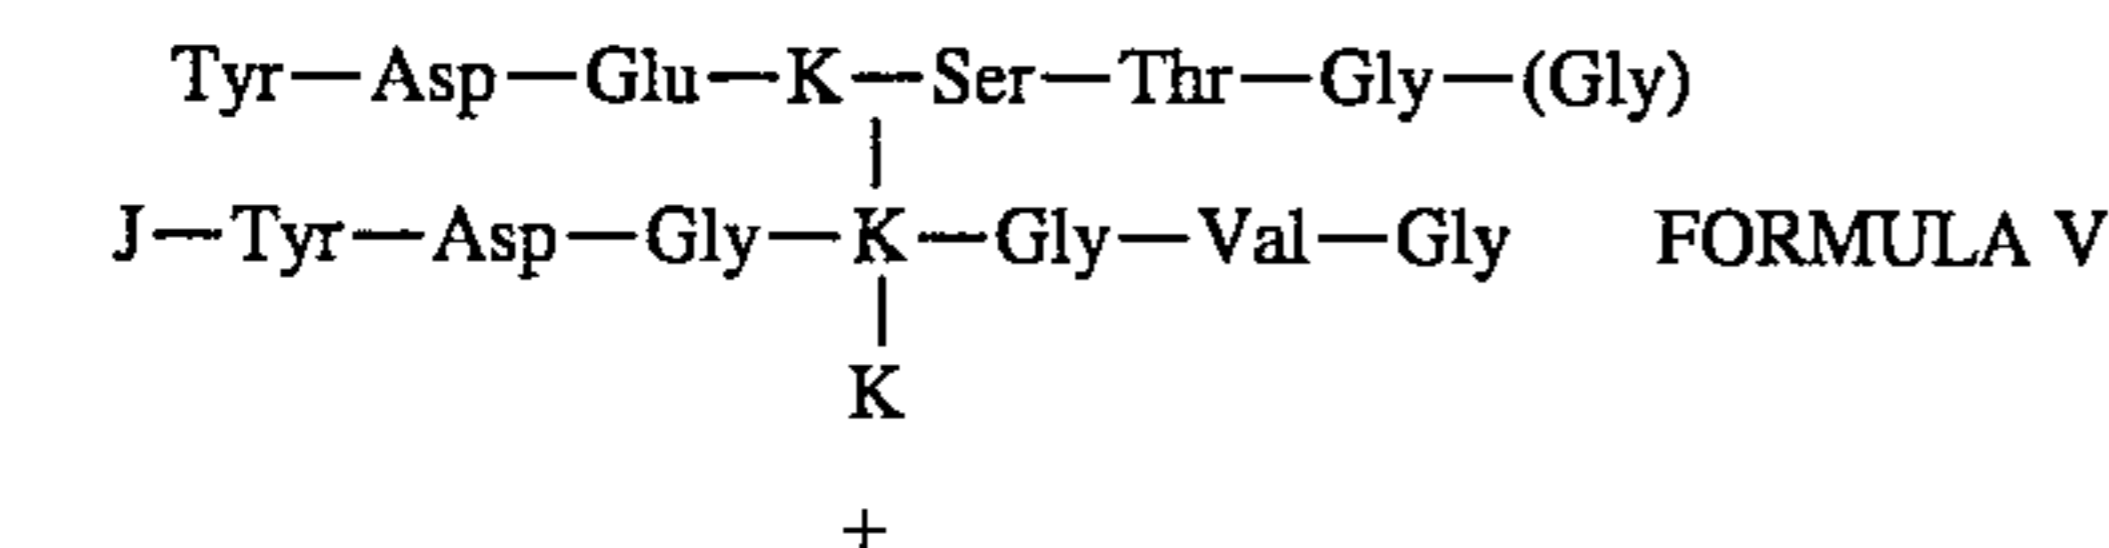 Tyr—Asp—Glu—K—Ser—Thr—Gly—(Gly)
|
J—Tyr—Asp—Gly—K—Gly—Val—Gly FORMULA V
|
K
+